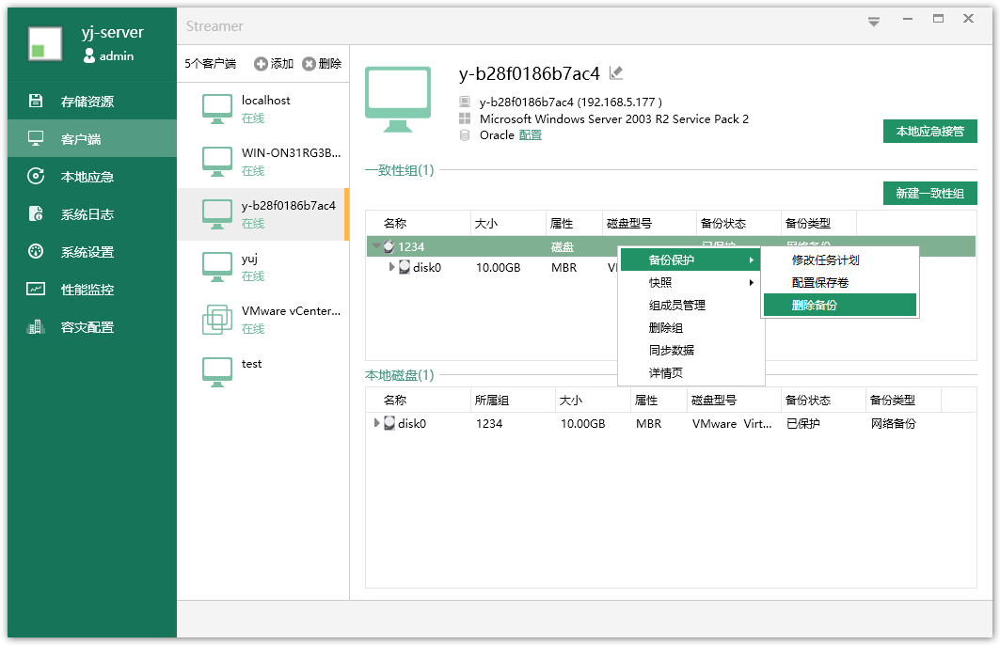 yj-server
admin
存储资源
客户端
本地应急
系统日志
系统设置
性能监控
容灾配置
Streamer
5个客户端 添加 删除
localhost
在线
WIN-ON31RG3B...
在线
y-b28f0186b7ac4
在线
yuj
在线
VMware vCenter...
在线
test
y-b28f0186b7ac4
y-b28f0186b7ac4 (192.168.5.177 )
Microsoft Windows Server 2003 R2 Service Pack 2
Oracle 配置
本地应急接管
一致性组(1)
新建一致性组
名称 大小 属性 磁盘型号 备份状态 备份类型
1234 磁盘 已保护 网络备份
disk0 10.00GB MBR
备份保护
快照
组成员管理
删除组
同步数据
详情页
修改任务计划
配置保存卷
删除备份
本地磁盘(1)
名称 所属组 大小 属性 磁盘型号 备份状态 备份类型
disk0 1234 10.00GB MBR VMware Virt... 已保护 网络备份